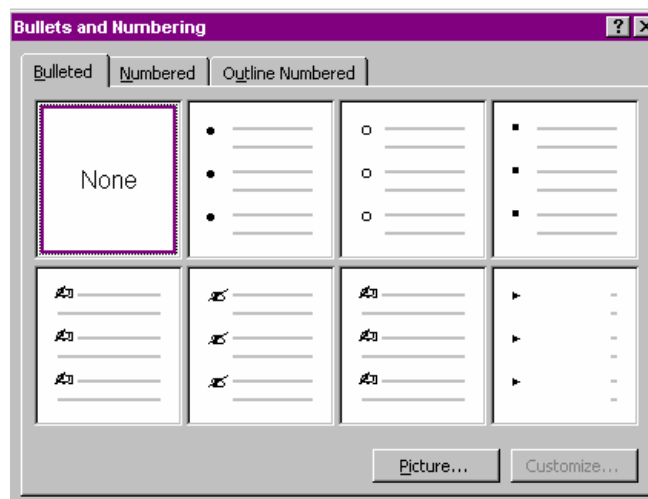 Bullets and Numbering
Bulleted Numbered Outline Numbered
None
Picture... Customize...